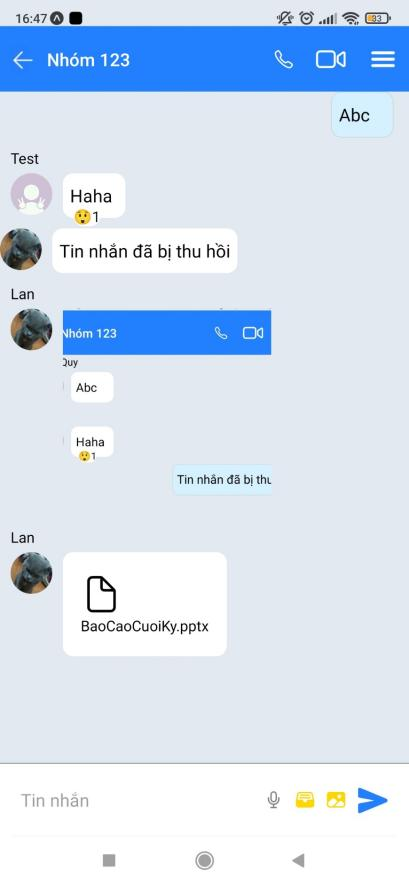 16:47
83
Nhóm 123
Abc
Test
Haha
😲1
Tin nhắn đã bị thu hồi
Lan
Nhóm 123
Quy
Abc
Haha
😲1
Tin nhắn đã bị thu
Lan
BaoCaoCuoiKy.pptx
Tin nhắn